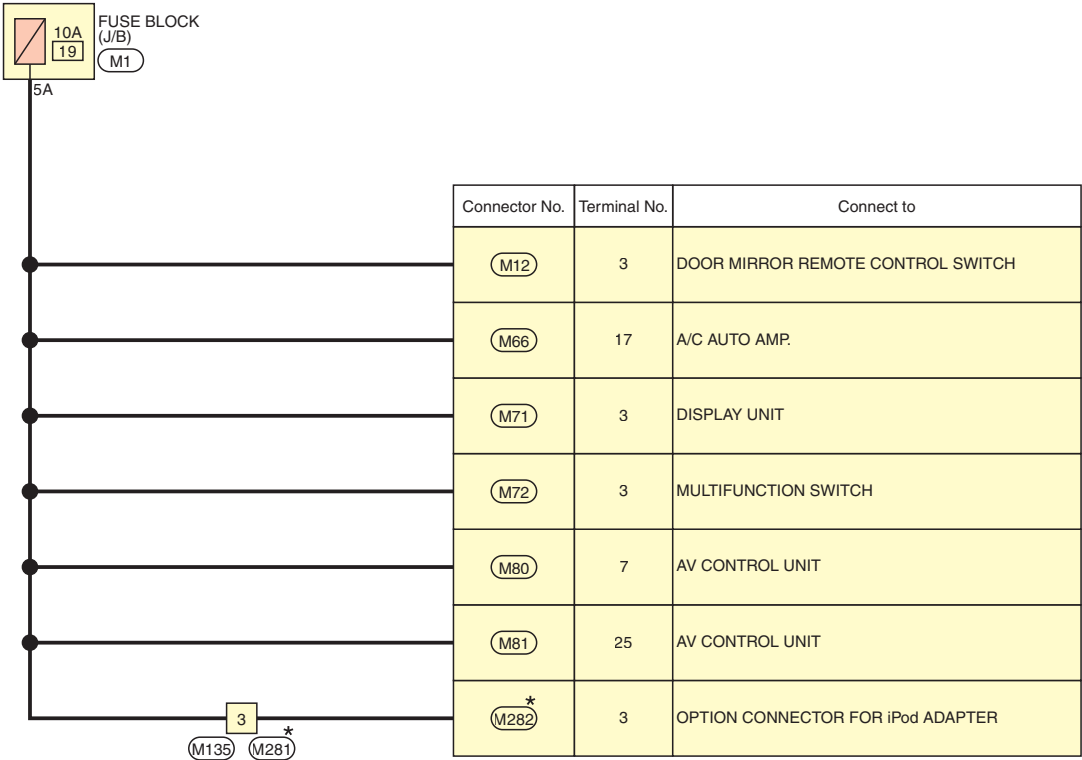 10A
19
FUSE BLOCK
(J/B)
M1
5A
Connector No. Terminal No. Connect to
M12 3 DOOR MIRROR REMOTE CONTROL SWITCH
M66 17 A/C AUTO AMP.
M71 3 DISPLAY UNIT
M72 3 MULTIFUNCTION SWITCH
M80 7 AV CONTROL UNIT
M81 25 AV CONTROL UNIT
M282* 3 OPTION CONNECTOR FOR iPod ADAPTER
3
M135 M281*